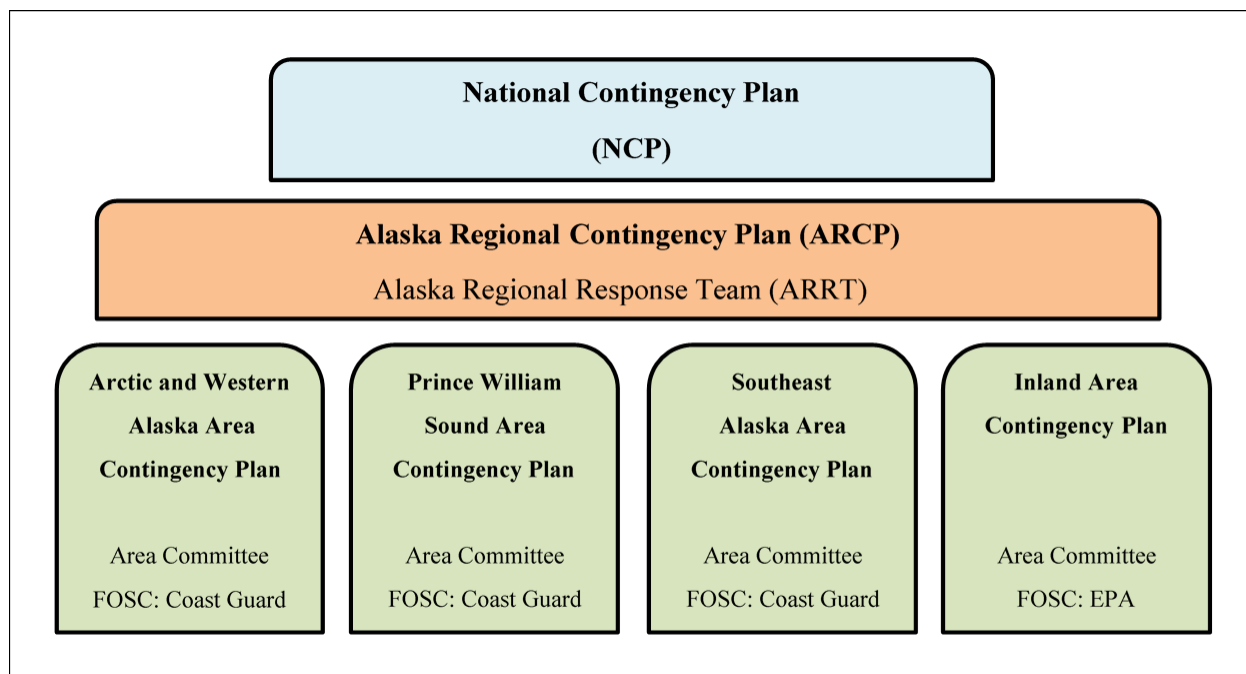 National Contingency Plan
(NCP)
Alaska Regional Contingency Plan (ARCP)
Alaska Regional Response Team (ARRT)
Arctic and Western
Alaska Area
Contingency Plan
Area Committee
FOSC: Coast Guard
Prince William
Sound Area
Contingency Plan
Area Committee
FOSC: Coast Guard
Southeast
Alaska Area
Contingency Plan
Area Committee
FOSC: Coast Guard
Inland Area
Contingency Plan
Area Committee
FOSC: EPA